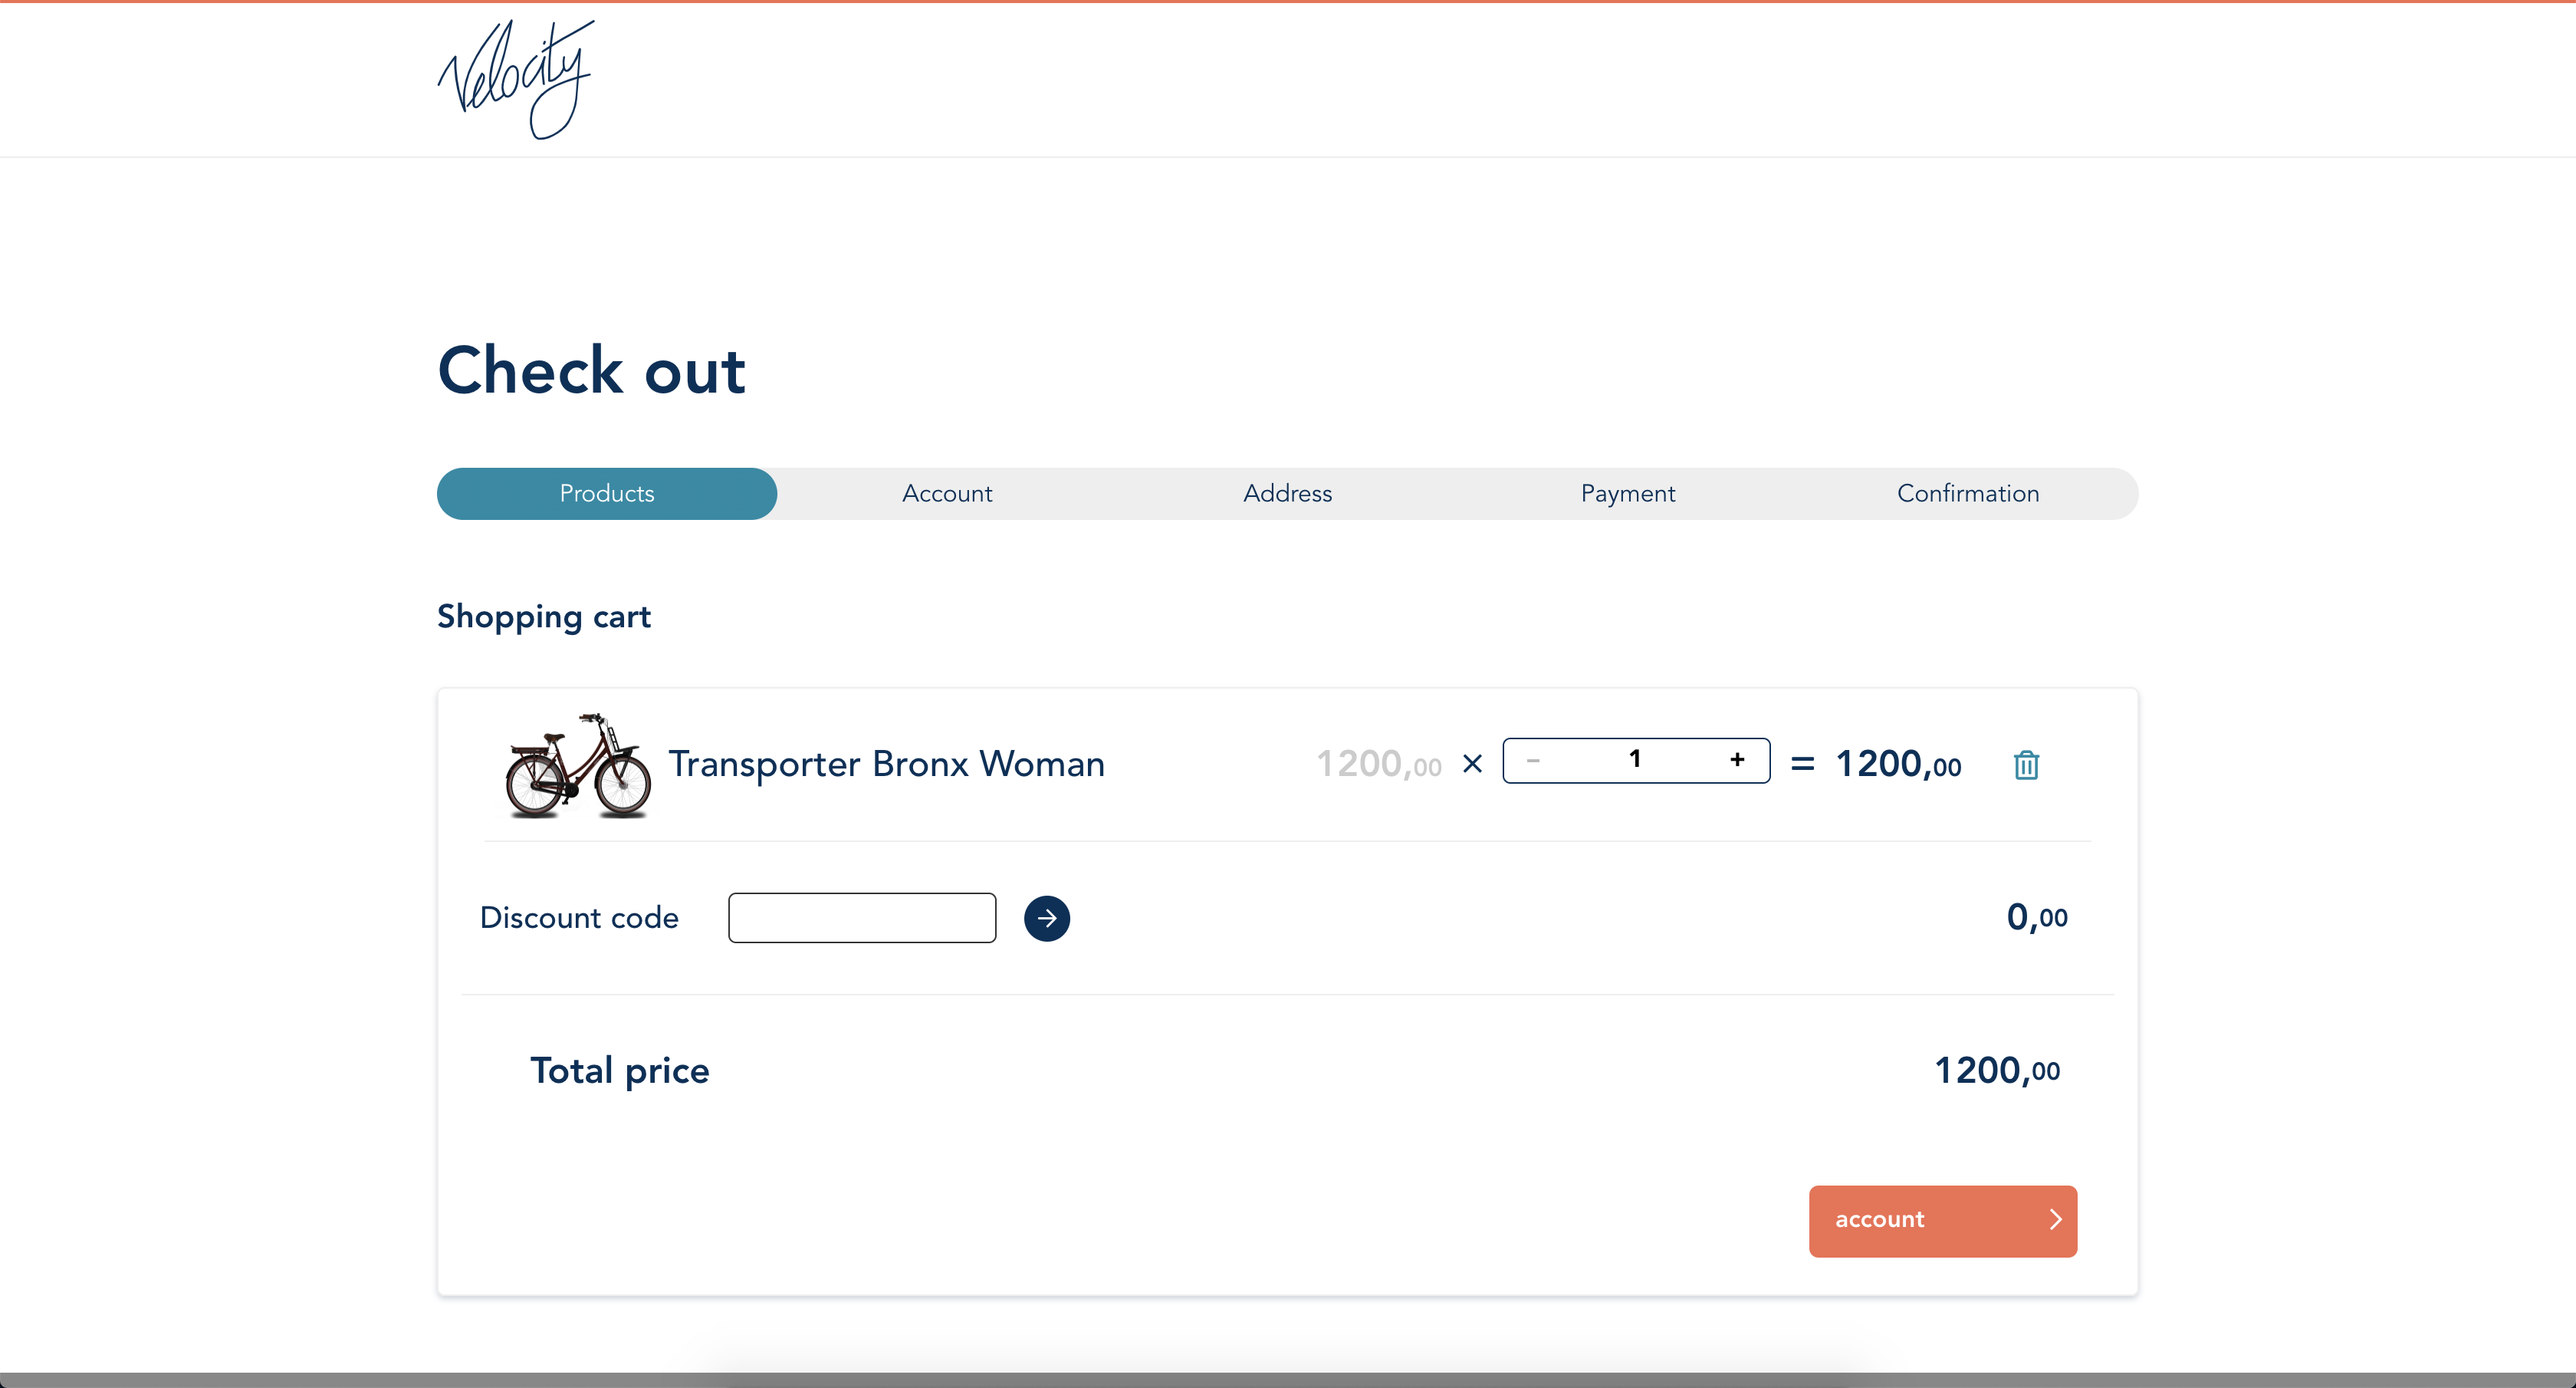 Velocity
Check out
Products Account Address Payment Confirmation
Shopping cart
Transporter Bronx Woman 1200,00 × − 1 + = 1200,00
Discount code 0,00
Total price 1200,00
account